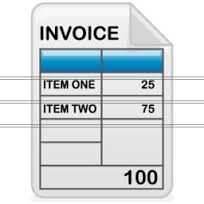 INVOICE
ITEM ONE 25
ITEM TWO 75
100